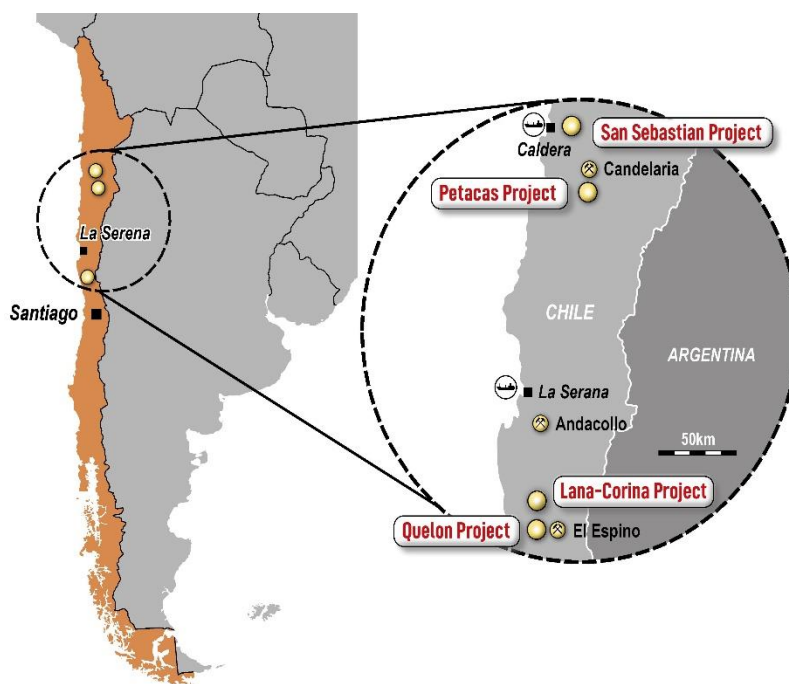 La Serena
Santiago
San Sebastian Project
Caldera
Candelaria
Petacas Project
CHILE
ARGENTINA
La Serana
Andacollo
50km
Lana-Corina Project
Quelon Project
El Espino